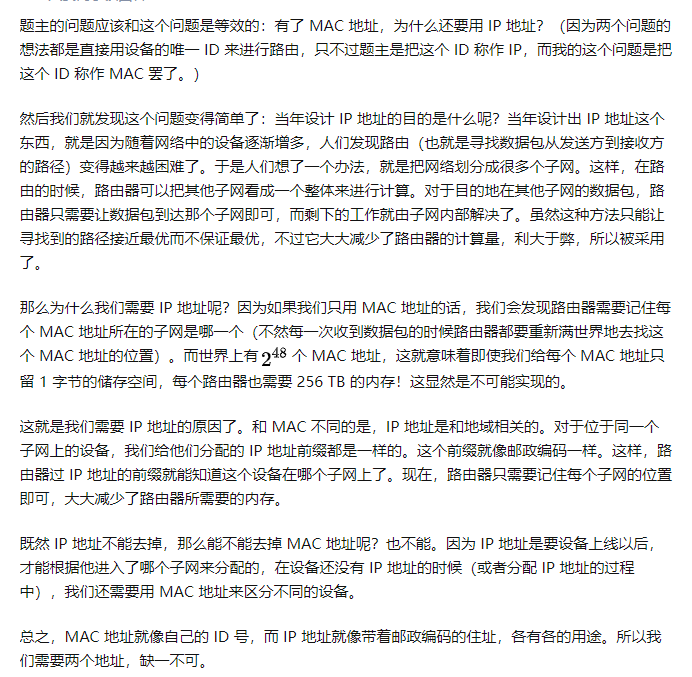 题主的问题应该和这个问题是等效的：有了 MAC 地址，为什么还要用 IP 地址？（因为两个问题的
想法都是直接用设备的唯一 ID 来进行路由，只不过题主是把这个 ID 称作 IP，而我的这个问题是把
这个 ID 称作 MAC 罢了。）
然后我们就发现这个问题变得简单了：当年设计 IP 地址的目的是什么呢？当年设计出 IP 地址这个
东西，就是因为随着网络中的设备逐渐增多，人们发现路由（也就是寻找数据包从发送方到接收方
的路径）变得越来越困难了。于是人们想了一个办法，就是把网络划分成很多个子网。这样，在路
由的时候，路由器可以把其他子网看成一个整体来进行计算。对于目的地在其他子网的数据包，路
由器只需要让数据包到达那个子网即可，而剩下的工作就由子网内部解决了。虽然这种方法只能让
寻找到的路径接近最优而不保证最优，不过它大大减少了路由器的计算量，利大于弊，所以被采用
了。
那么为什么我们需要 IP 地址呢？因为如果我们只用 MAC 地址的话，我们会发现路由器需要记住每
个 MAC 地址所在的子网是哪一个（不然每一次收到数据包的时候路由器都要重新满世界地去找这
个 MAC 地址的位置）。而世界上有 2^48 个 MAC 地址，这就意味着即使我们给每个 MAC 地址只
留 1 字节的储存空间，每个路由器也需要 256 TB 的内存！这显然是不可能实现的。
这就是我们需要 IP 地址的原因了。和 MAC 不同的是，IP 地址是和地域相关的。对于位于同一个
子网上的设备，我们给他们分配的 IP 地址前缀都是一样的。这个前缀就像邮政编码一样。这样，路
由器过 IP 地址的前缀就能知道这个设备在哪个子网上了。现在，路由器只需要记住每个子网的位置
即可，大大减少了路由器所需要的内存。
既然 IP 地址不能去掉，那么能不能去掉 MAC 地址呢？也不能。因为 IP 地址是要设备上线以后，
才能根据他进入了哪个子网来分配的，在设备还没有 IP 地址的时候（或者分配 IP 地址的过程
中），我们还需要用 MAC 地址来区分不同的设备。
总之，MAC 地址就像自己的 ID 号，而 IP 地址就像带着邮政编码的住址，各有各的用途。所以我
们需要两个地址，缺一不可。